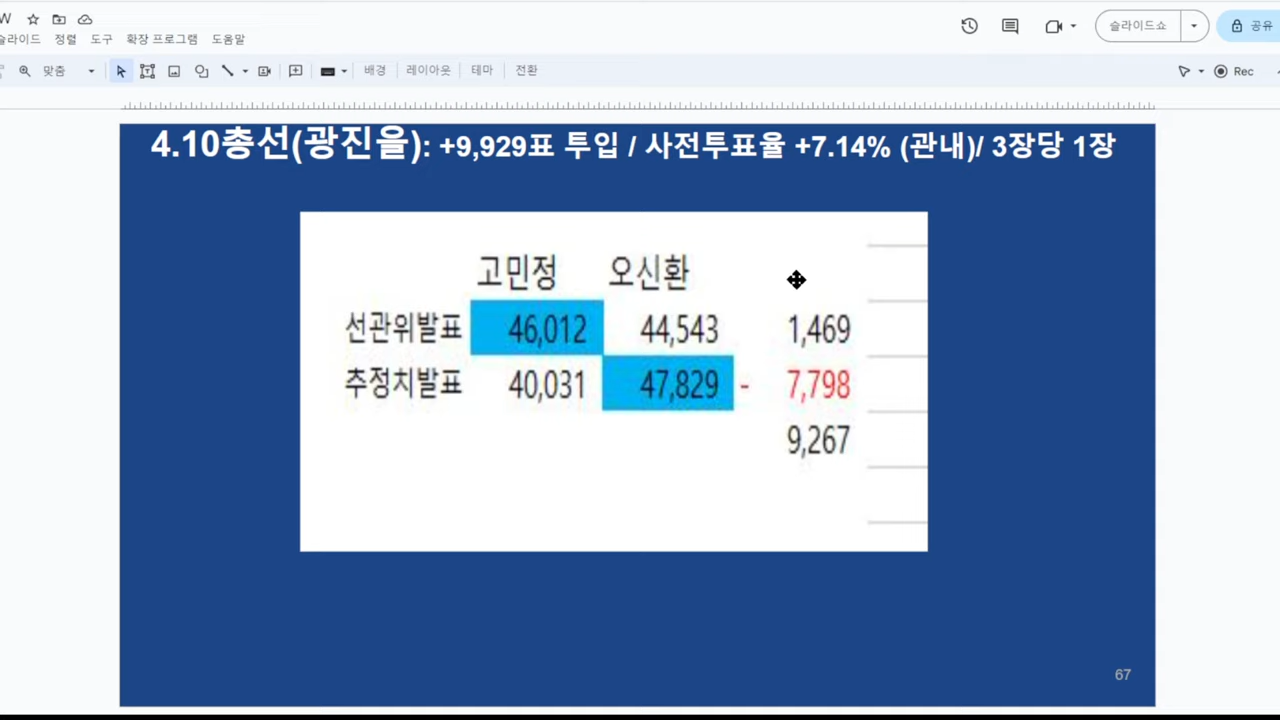 W
슬라이드 정렬 도구 확장 프로그램 도움말
슬라이드쇼 공유
맞춤 배경 레이아웃 테마 전환 Rec
4.10총선(광진을): +9,929표 투입 / 사전투표율 +7.14% (관내)/ 3장당 1장
고민정 오신환
선관위발표 46,012 44,543 1,469
추정치발표 40,031 47,829 - 7,798
9,267
67